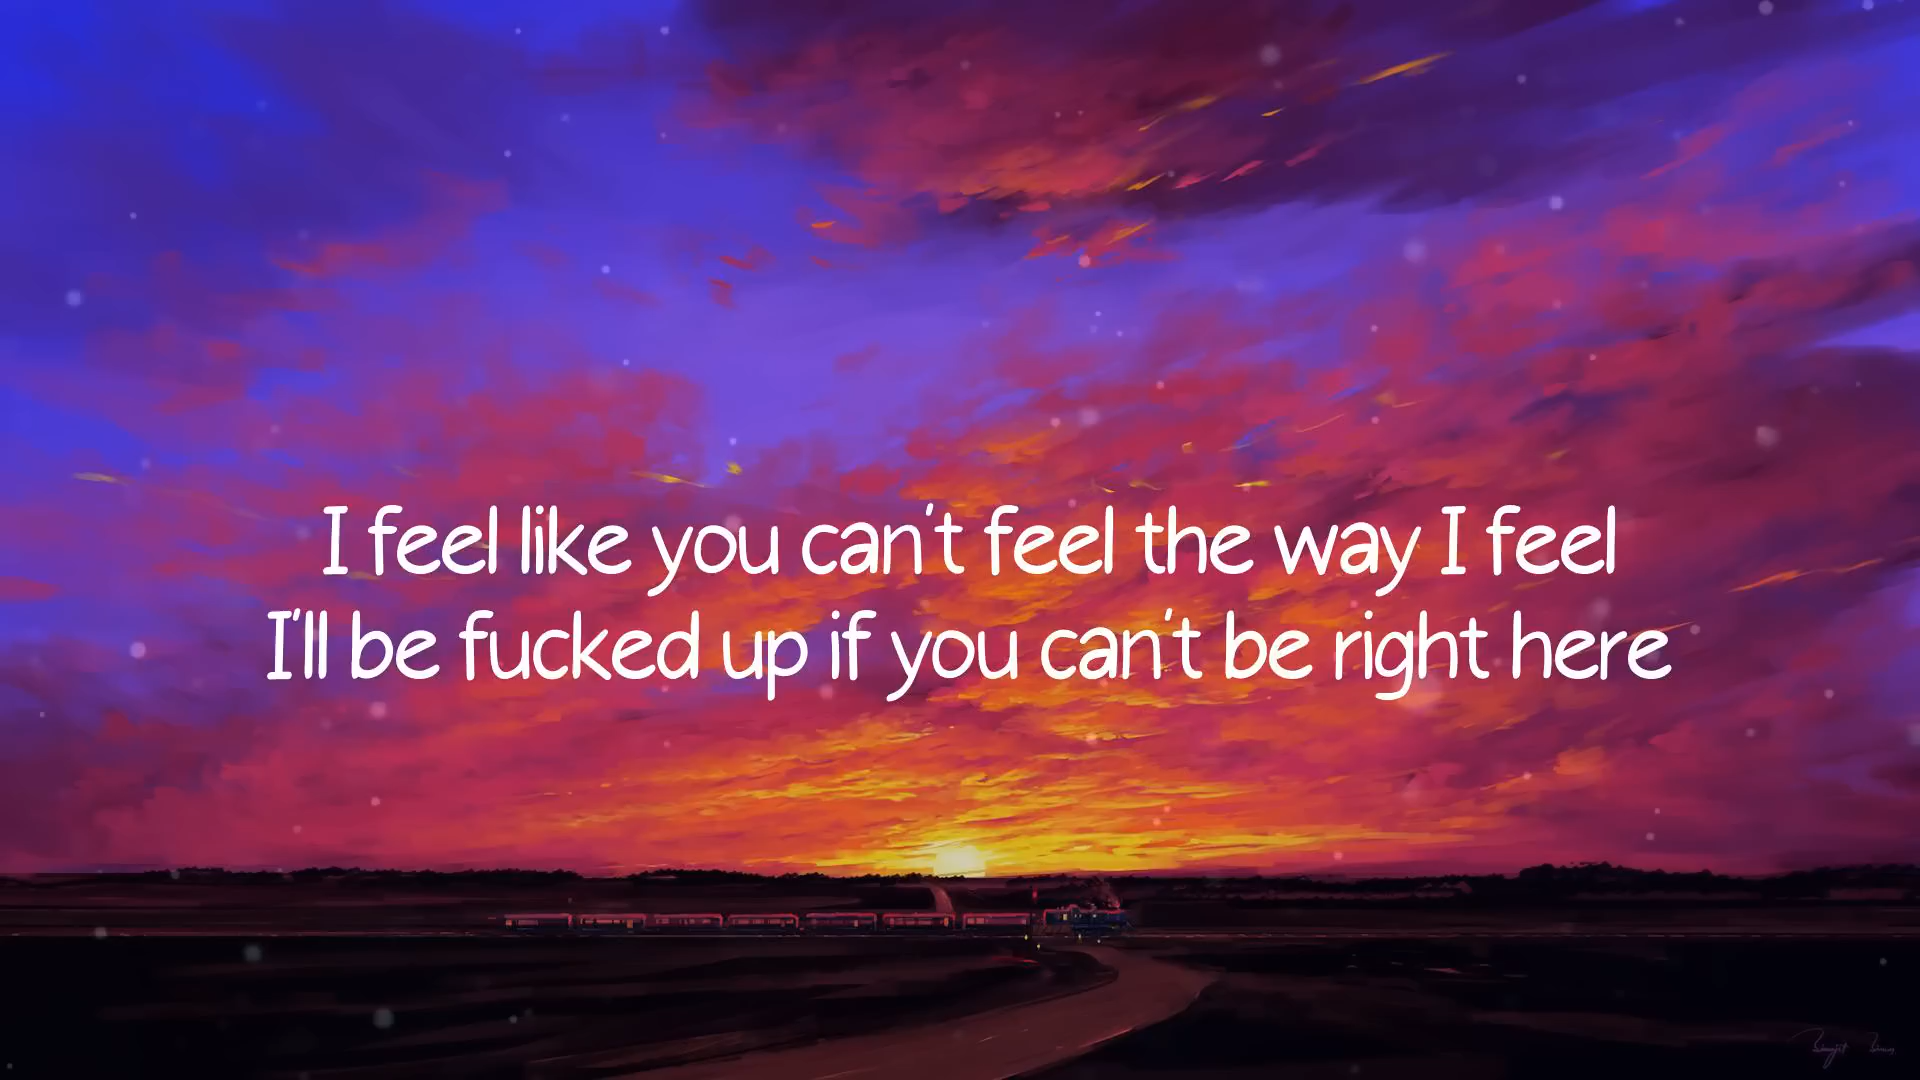 I feel like you can't feel the way I feel
I'll be fucked up if you can't be right here